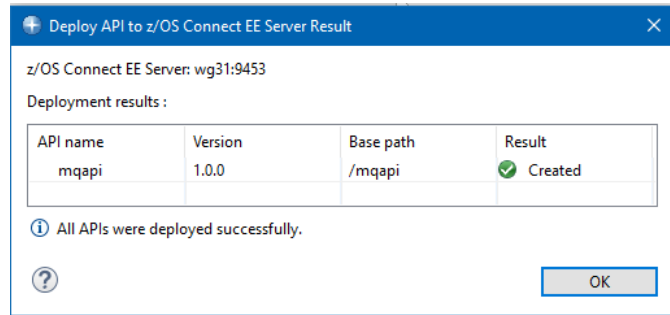 Deploy API to z/OS Connect EE Server Result
z/OS Connect EE Server: wg31:9453
Deployment results :
API name Version Base path Result
mqapi 1.0.0 /mqapi Created
All APIs were deployed successfully.
OK